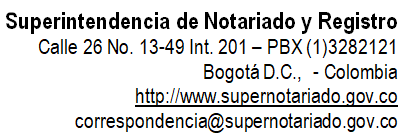 Superintendencia de Notariado y Registro
Calle 26 No. 13-49 Int. 201 – PBX (1)3282121
Bogotá D.C., - Colombia
http://www.supernotariado.gov.co
correspondencia@supernotariado.gov.co